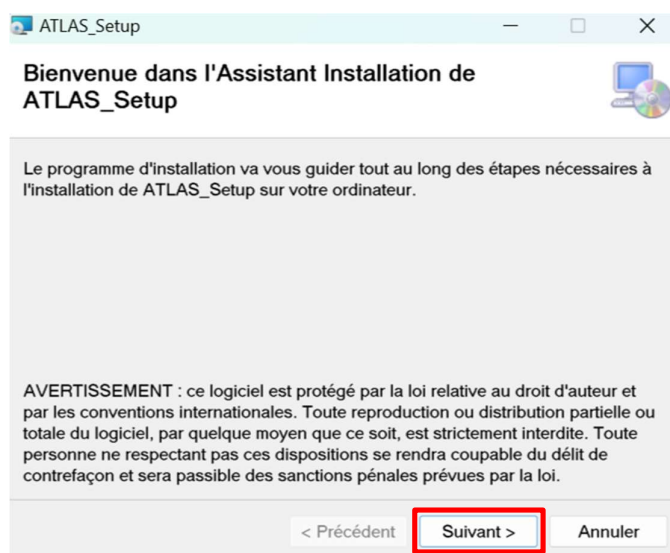 ATLAS_Setup
Bienvenue dans l'Assistant Installation de
ATLAS_Setup
Le programme d'installation va vous guider tout au long des étapes nécessaires à
l'installation de ATLAS_Setup sur votre ordinateur.
AVERTISSEMENT : ce logiciel est protégé par la loi relative au droit d'auteur et
par les conventions internationales. Toute reproduction ou distribution partielle ou
totale du logiciel, par quelque moyen que ce soit, est strictement interdite. Toute
personne ne respectant pas ces dispositions se rendra coupable du délit de
contrefaçon et sera passible des sanctions pénales prévues par la loi.
< Précédent Suivant > Annuler